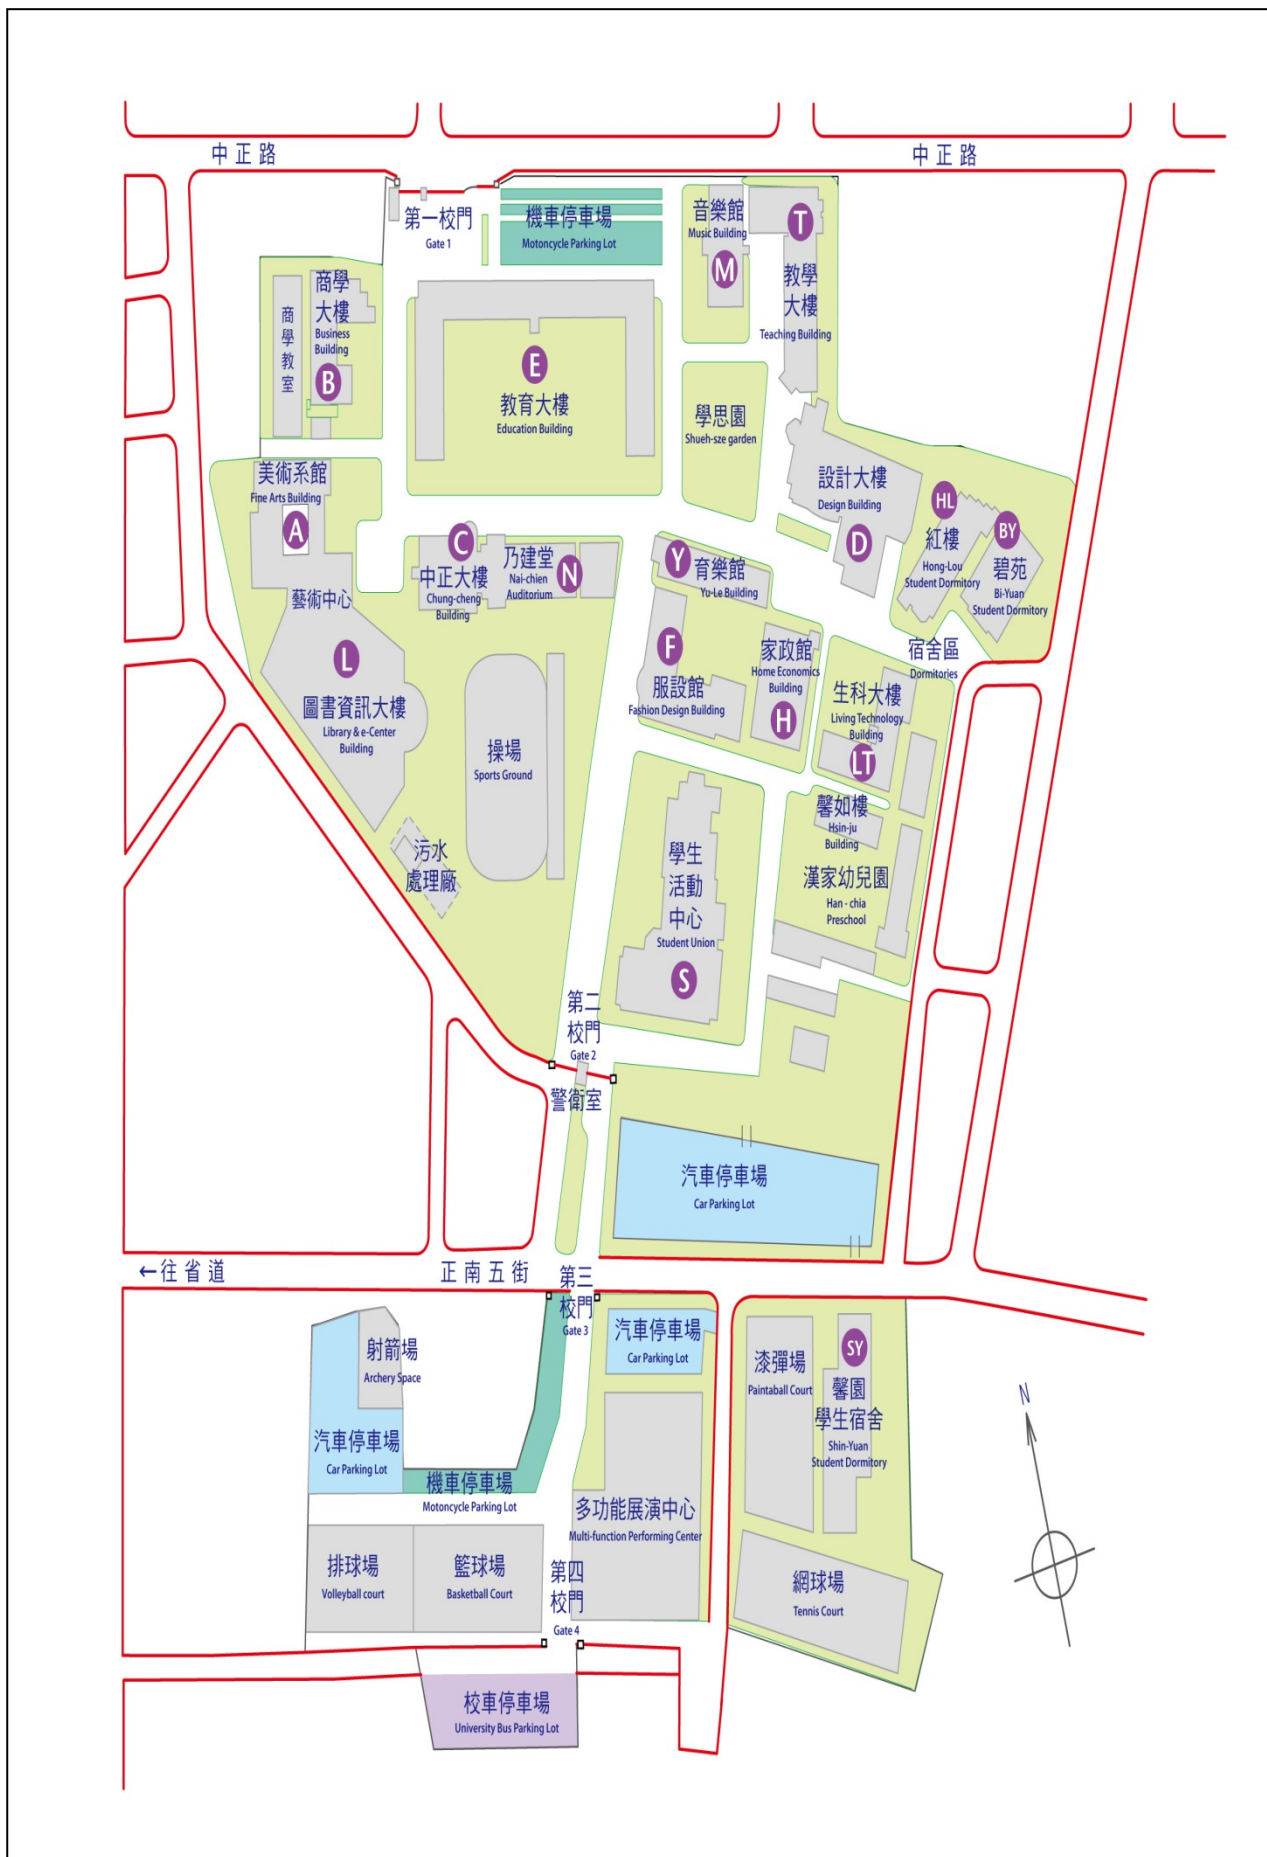 中正路
中正路
第一校門
Gate 1
機車停車場
Motoncycle Parking Lot
音樂館
Music Building
M
T
教學
大樓
Teaching Building
商學
大樓
Business
Building
B
商學教室
E
教育大樓
Education Building
學思園
Shueh-sze garden
美術系館
Fine Arts Building
A
設計大樓
Design Building
D
HL
紅樓
Hong-Lou
Student Dormitory
BY
碧苑
Bi-Yuan
Student Dormitory
C
中正大樓
Chung-cheng
Building
乃建堂
Nai-chien
Auditorium
N
Y
育樂館
Yu-Le Building
藝術中心
L
圖書資訊大樓
Library & e-Center
Building
F
服設館
Fashion Design Building
家政館
Home Economics
Building
H
宿舍區
Dormitories
生科大樓
Living Technology
Building
LT
操場
Sports Ground
馨如樓
Hsin-ju
Building
污水
處理廠
學生
活動
中心
Student Union
S
漢家幼兒園
Han - chia
Preschool
第二
校門
Gate 2
警衛室
汽車停車場
Car Parking Lot
←往省道
正南五街
第三
校門
Gate 3
射箭場
Archery Space
汽車停車場
Car Parking Lot
汽車停車場
Car Parking Lot
漆彈場
Paintaball Court
SY
馨園
學生宿舍
Shin-Yuan
Student Dormitory
N
機車停車場
Motoncycle Parking Lot
多功能展演中心
Multi-function Performing Center
排球場
Volleyball court
籃球場
Basketball Court
第四
校門
Gate 4
網球場
Tennis Court
校車停車場
University Bus Parking Lot